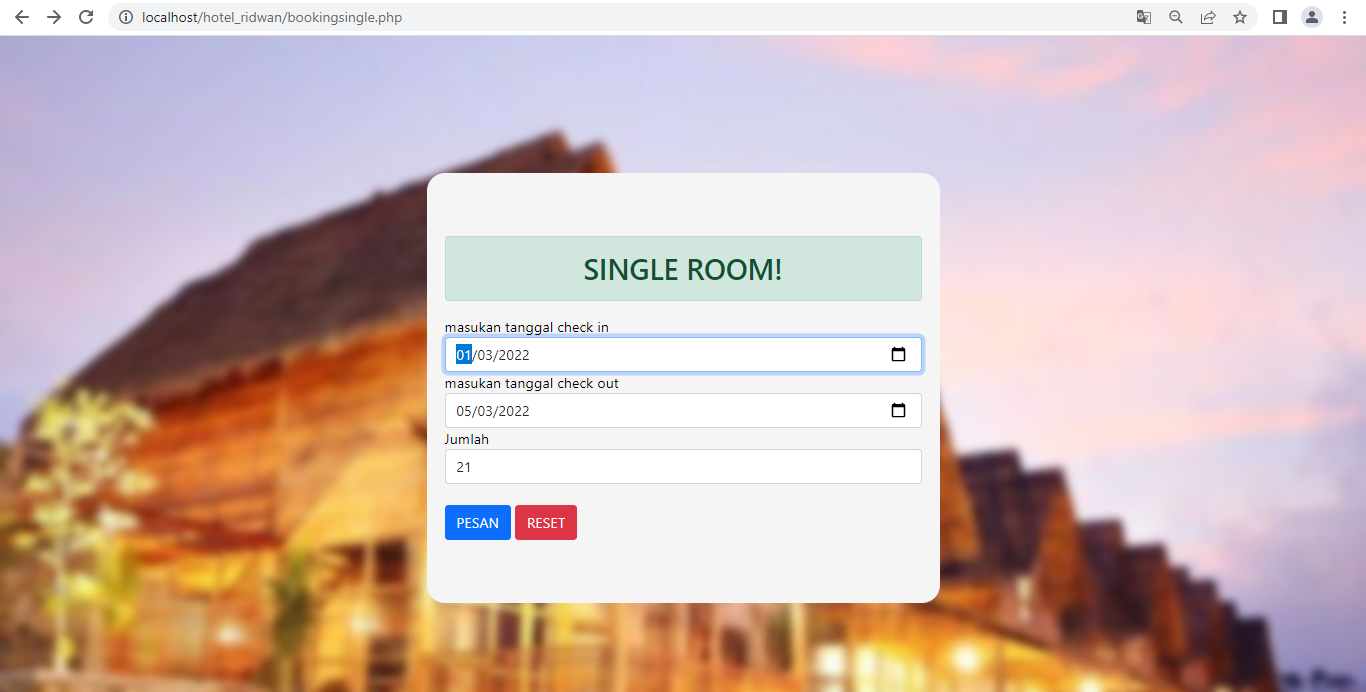 localhost/hotel_ridwan/bookingsingle.php
SINGLE ROOM!
masukan tanggal check in
01/03/2022
masukan tanggal check out
05/03/2022
Jumlah
21
PESAN RESET